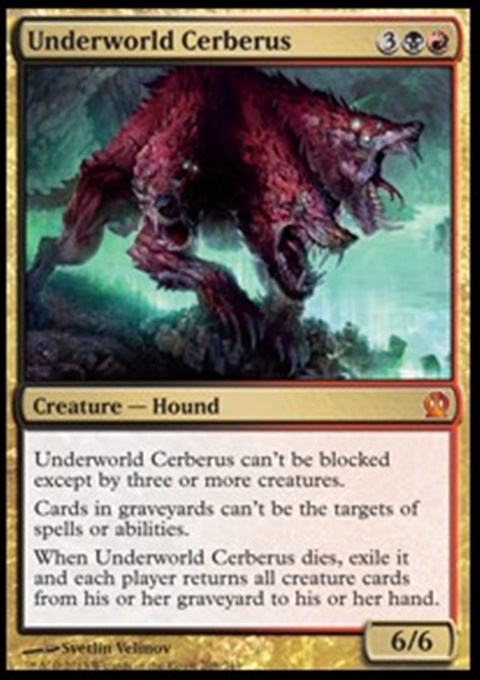 Underworld Cerberus 3
Creature — Hound
Underworld Cerberus can't be blocked
except by three or more creatures.
Cards in graveyards can't be the targets of
spells or abilities.
When Underworld Cerberus dies, exile it
and each player returns all creature cards
from his or her graveyard to his or her hand.
6/6
Svetlin Velinov